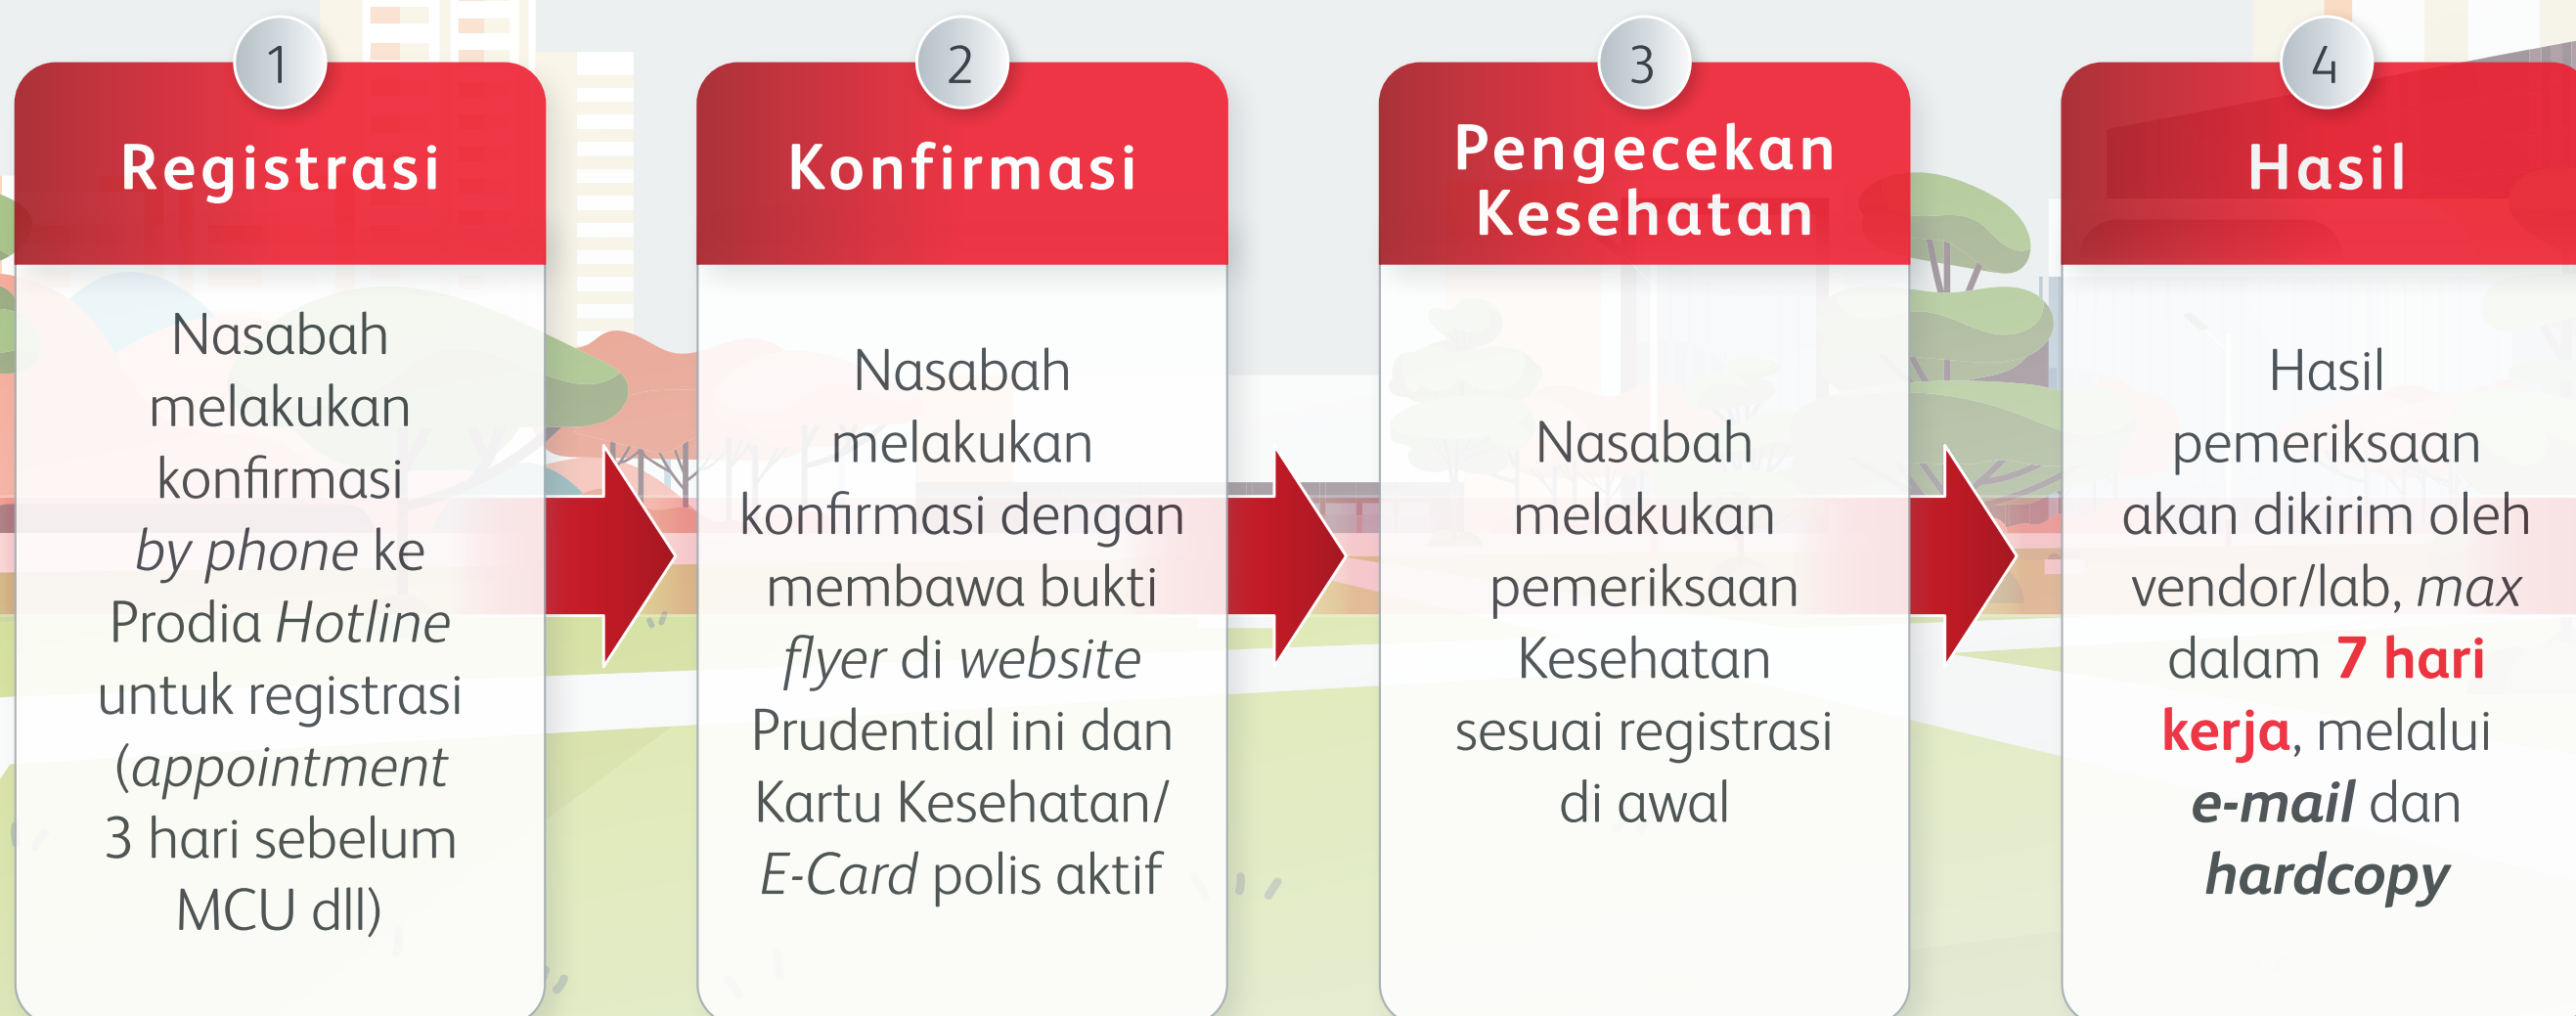 1
Registrasi
Nasabah
melakukan
konfirmasi
by phone ke
Prodia Hotline
untuk registrasi
(appointment
3 hari sebelum
MCU dll)
2
Konfirmasi
Nasabah
melakukan
konfirmasi dengan
membawa bukti
flyer di website
Prudential ini dan
Kartu Kesehatan/
E-Card polis aktif
3
Pengecekan
Kesehatan
Nasabah
melakukan
pemeriksaan
Kesehatan
sesuai registrasi
di awal
4
Hasil
Hasil
pemeriksaan
akan dikirim oleh
vendor/lab, max
dalam 7 hari
kerja, melalui
e-mail dan
hardcopy